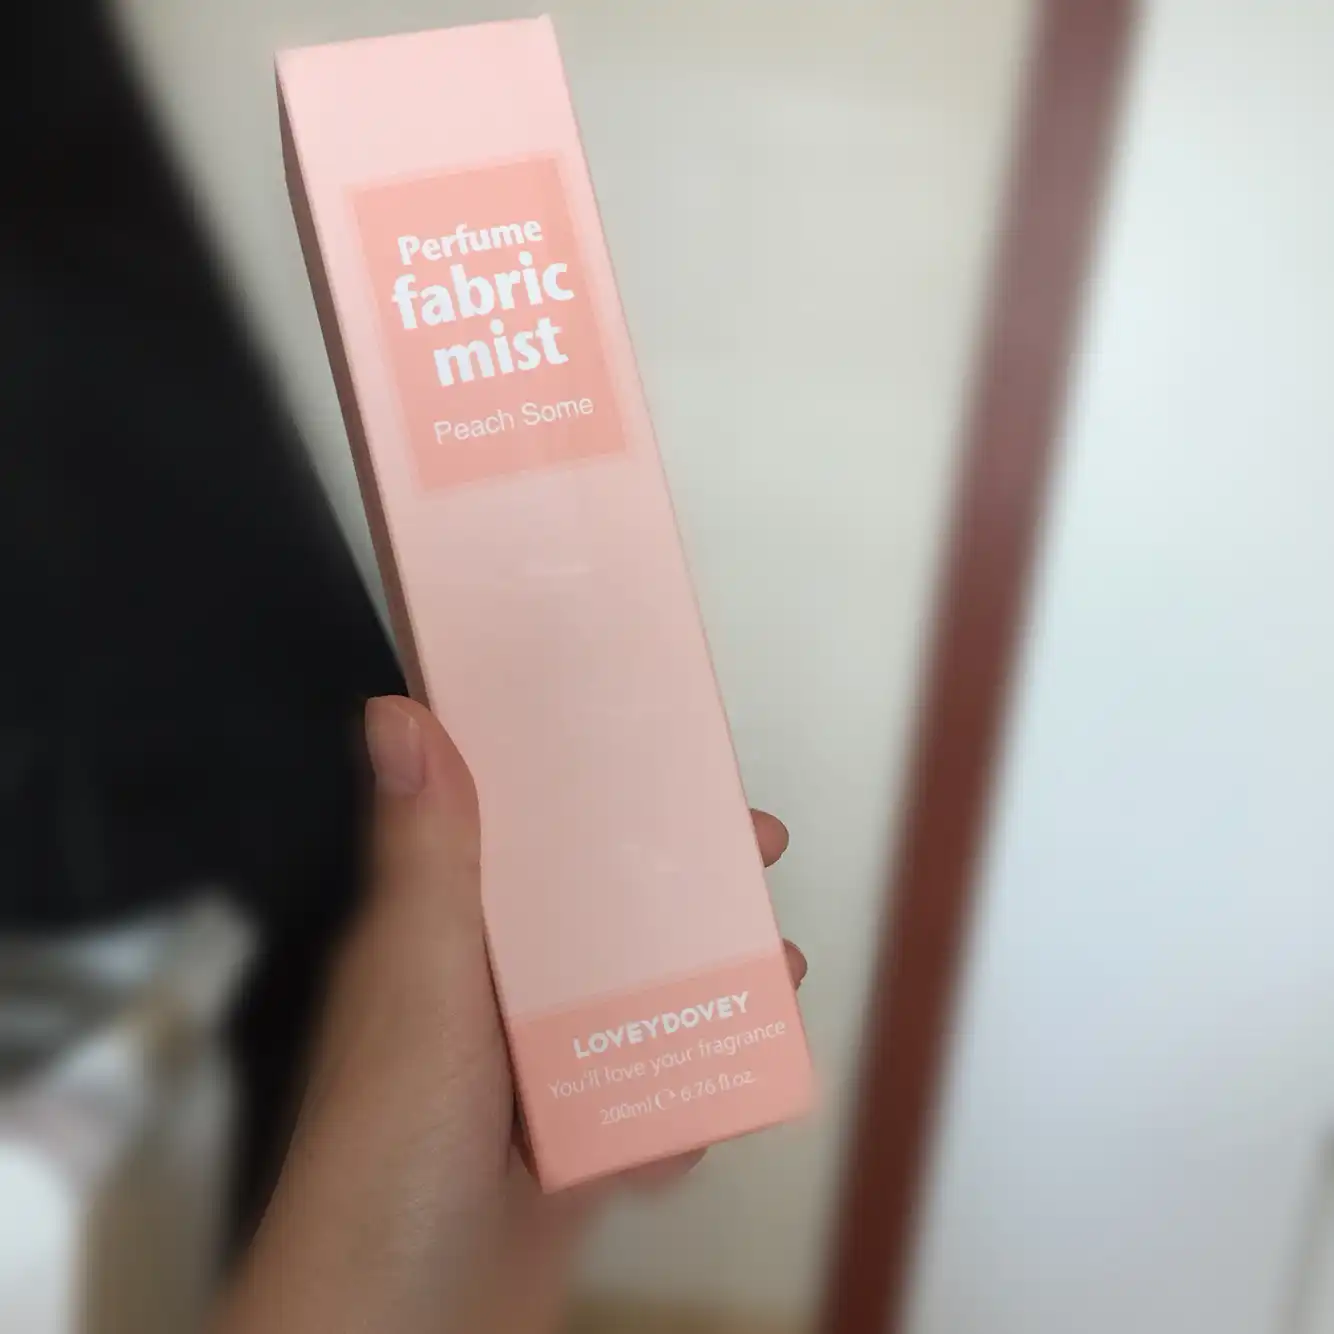 Perfume
fabric
mist
Peach Some
LOVEYDOVEY
You'll love your fragrance
200ml ℮ 6.76 fl.oz.